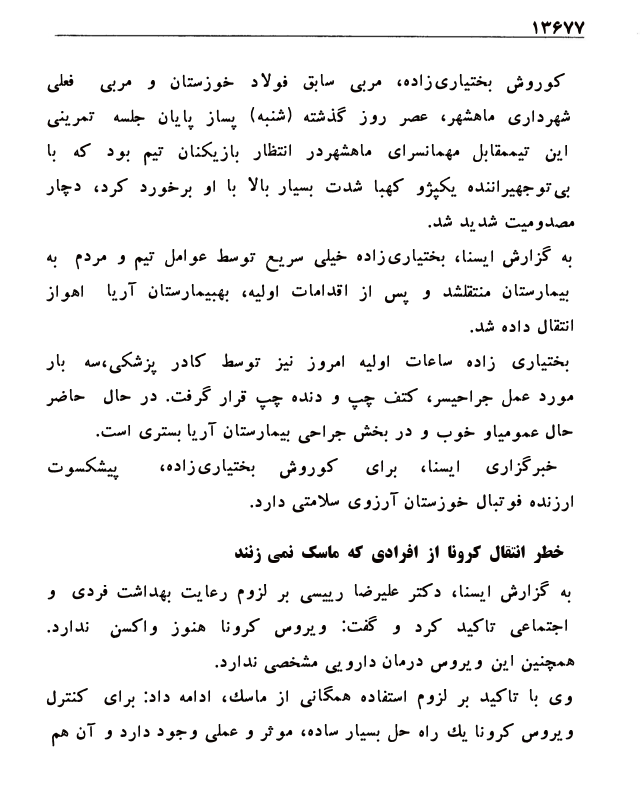 ۱۳۶۷۷
کوروش بختیاری‌زاده، مربی سابق فولاد خوزستان و مربی فعلی
شهرداری ماهشهر، عصر روز گذشته (شنبه) پساز پایان جلسه تمرینی
این تیممقابل مهمانسرای ماهشهردر انتظار بازیکنان تیم بود که با
بی‌توجهیراننده یکپژو کهبا شدت بسیار بالا با او برخورد کرد، دچار
مصدومیت شدید شد.
به گزارش ایسنا، بختیاری‌زاده خیلی سریع توسط عوامل تیم و مردم به
بیمارستان منتقلشد و پس از اقدامات اولیه، بهبیمارستان آریا اهواز
انتقال داده شد.
بختیاری زاده ساعات اولیه امروز نیز توسط کادر پزشکی،سه بار
مورد عمل جراحیسر، کتف چپ و دنده چپ قرار گرفت. در حال حاضر
حال عمومیاو خوب و در بخش جراحی بیمارستان آریا بستری است.
خبرگزاری ایسنا، برای کوروش بختیاری‌زاده، پیشکسوت
ارزنده فوتبال خوزستان آرزوی سلامتی دارد.
خطر انتقال کرونا از افرادی که ماسک نمی زنند
به گزارش ایسنا، دکتر علیرضا رییسی بر لزوم رعایت بهداشت فردی و
اجتماعی تاکید کرد و گفت: ویروس کرونا هنوز واکسن ندارد.
همچنین این ویروس درمان دارویی مشخصی ندارد.
وی با تاکید بر لزوم استفاده همگانی از ماسك، ادامه داد: برای کنترل
ویروس کرونا یك راه حل بسیار ساده، موثر و عملی وجود دارد و آن هم